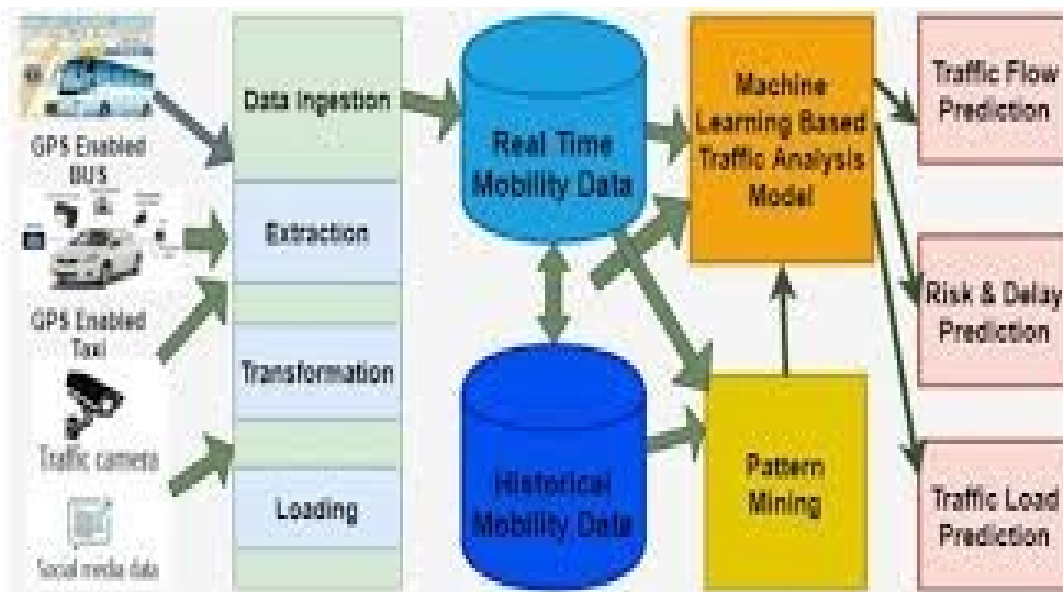 GPS Enabled
BUS
GPS Enabled
Taxi
Traffic camera
Social media data
Data Ingestion
Extraction
Transformation
Loading
Real Time
Mobility Data
Historical
Mobility Data
Machine
Learning Based
Traffic Analysis
Model
Pattern
Mining
Traffic Flow
Prediction
Risk & Delay
Prediction
Traffic Load
Prediction